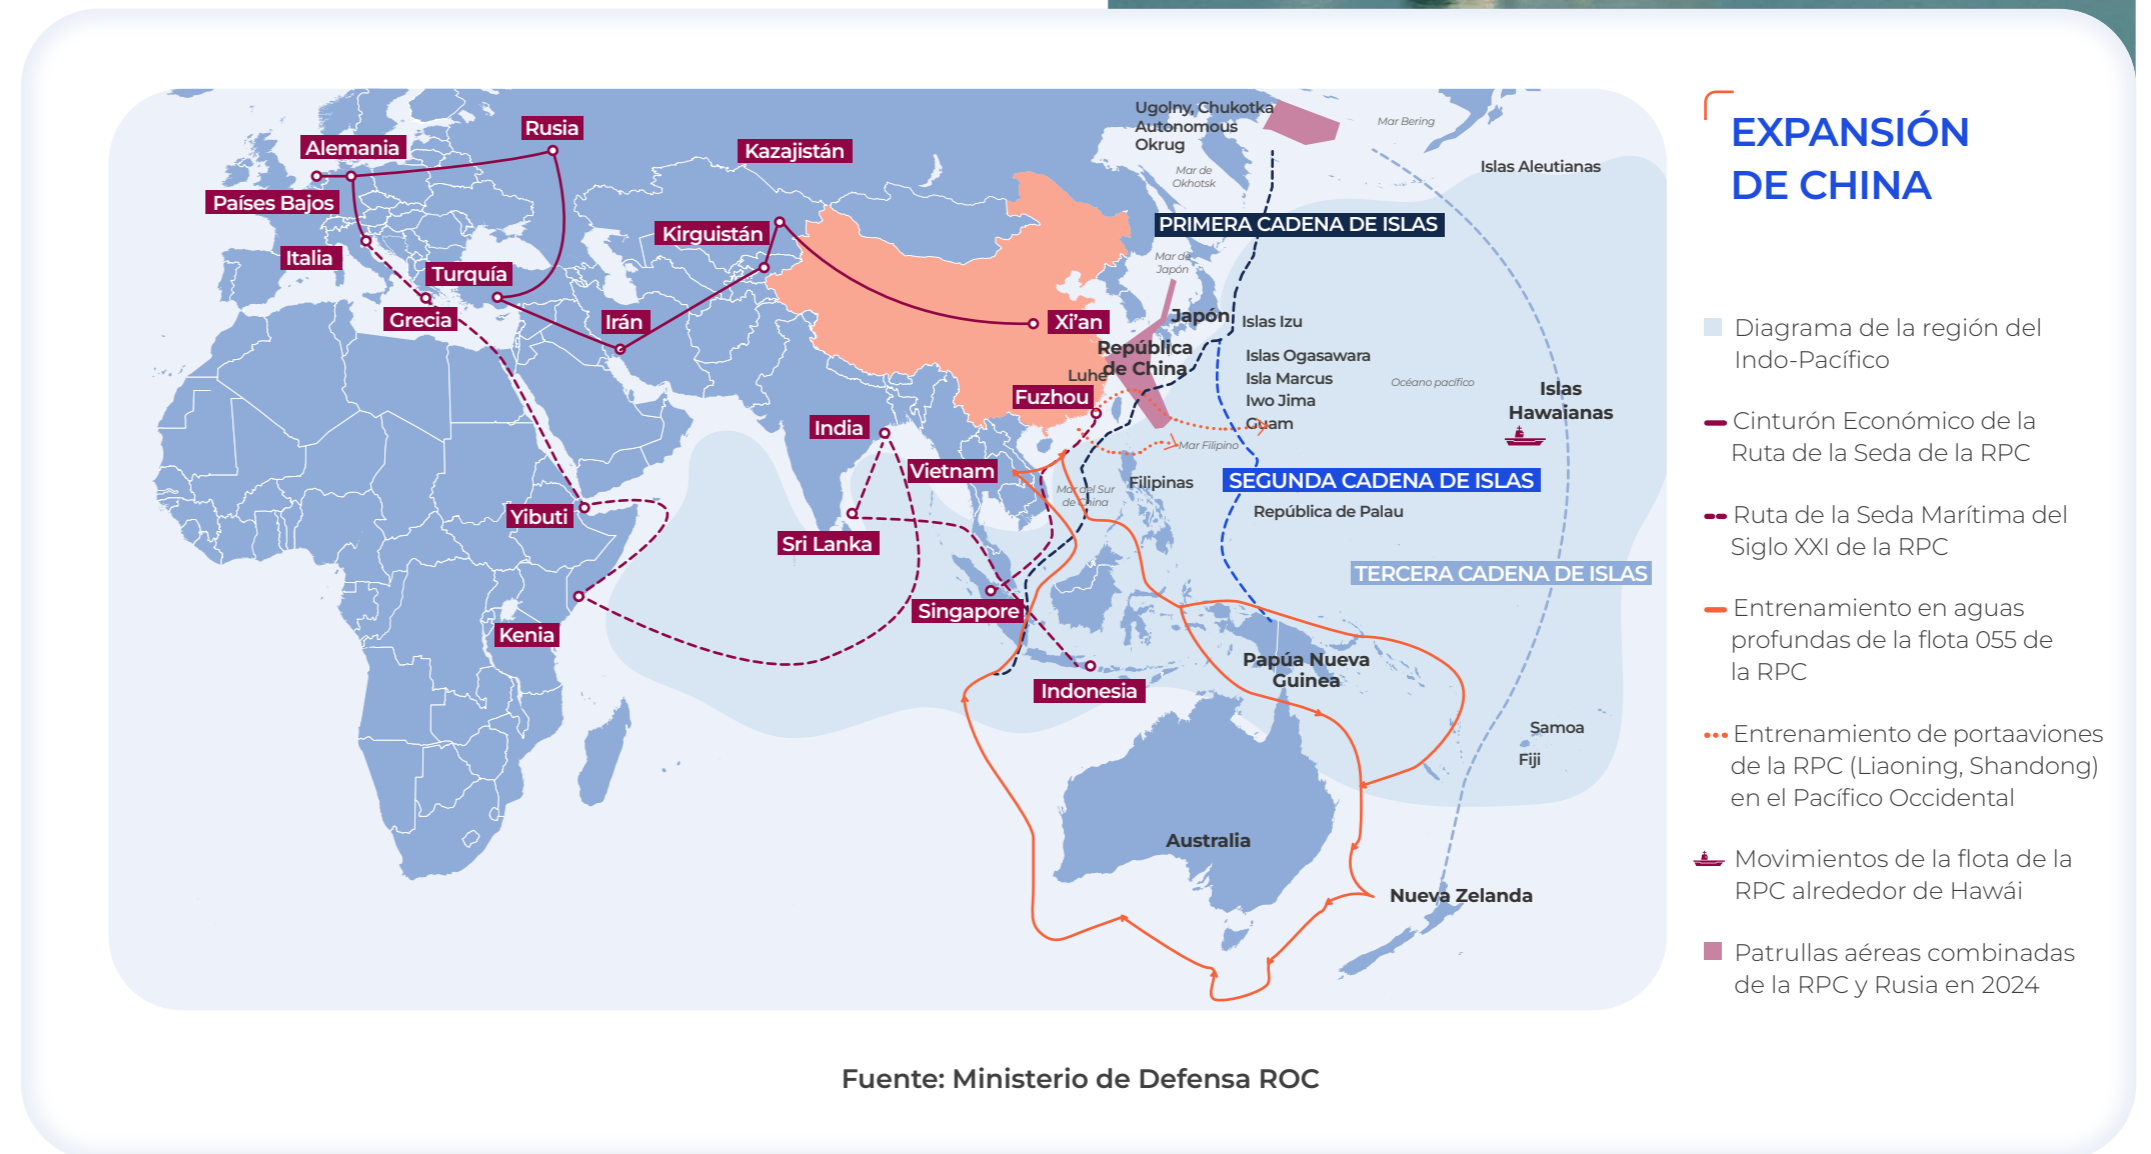 EXPANSIÓN
DE CHINA
Diagrama de la región del
Indo-Pacífico
Cinturón Económico de la
Ruta de la Seda de la RPC
Ruta de la Seda Marítima del
Siglo XXI de la RPC
Entrenamiento en aguas
profundas de la flota 055 de
la RPC
Entrenamiento de portaaviones
de la RPC (Liaoning, Shandong)
en el Pacífico Occidental
Movimientos de la flota de la
RPC alrededor de Hawái
Patrullas aéreas combinadas
de la RPC y Rusia en 2024
Ugolny, Chukotka
Autonomous
Okrug
Mar Bering
Rusia
Alemania
Kazajistán
Islas Aleutianas
Mar de
Okhotsk
Países Bajos
PRIMERA CADENA DE ISLAS
Kirguistán
Italia
Turquía
Mar de
Japón
Grecia
Irán
Xi'an
Japón
Islas Izu
República
de China
Luhe
Islas Ogasawara
Isla Marcus
Iwo Jima
Guam
Océano pacífico
Islas
Hawaianas
Fuzhou
India
Mar Filipino
Vietnam
Mar del Sur
de China
Filipinas
SEGUNDA CADENA DE ISLAS
República de Palau
Yibuti
Sri Lanka
TERCERA CADENA DE ISLAS
Singapore
Kenia
Papúa Nueva
Guinea
Indonesia
Samoa
Fiji
Australia
Nueva Zelanda
Fuente: Ministerio de Defensa ROC